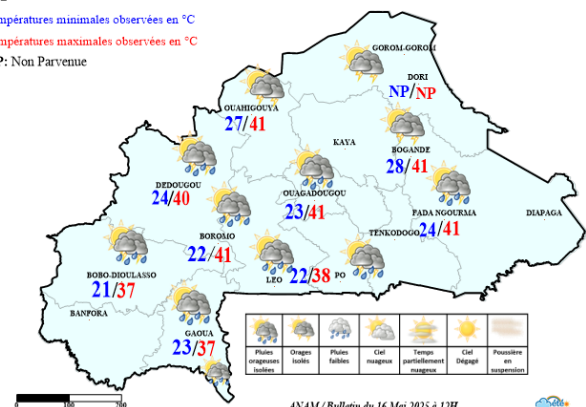 mpératures minimales observées en °C
mpératures maximales observées en °C
P: Non Parvenue
GOROM-GOROM
DORI
NP/NP
OUAHIGOUYA
27/41
KAYA
BOGANDE
28/41
DEDOUGOU
24/40
OUAGADOUGOU
23/41
FADA NGOURMA
24/41
DIAPAGA
BOROMO
22/41
TENKODOGO
BOBO-DIOULASSO
21/37
LEO
22/38
PO
BANFORA
GAOUA
23/37
Pluies orageuses isolées
Orages isolés
Pluies faibles
Ciel nuageux
Temps partiellement nuageux
Ciel Dégagé
Poussière en suspension
0 100 200
ANAM / Bulletin du 16 Mai 2025 à 12H